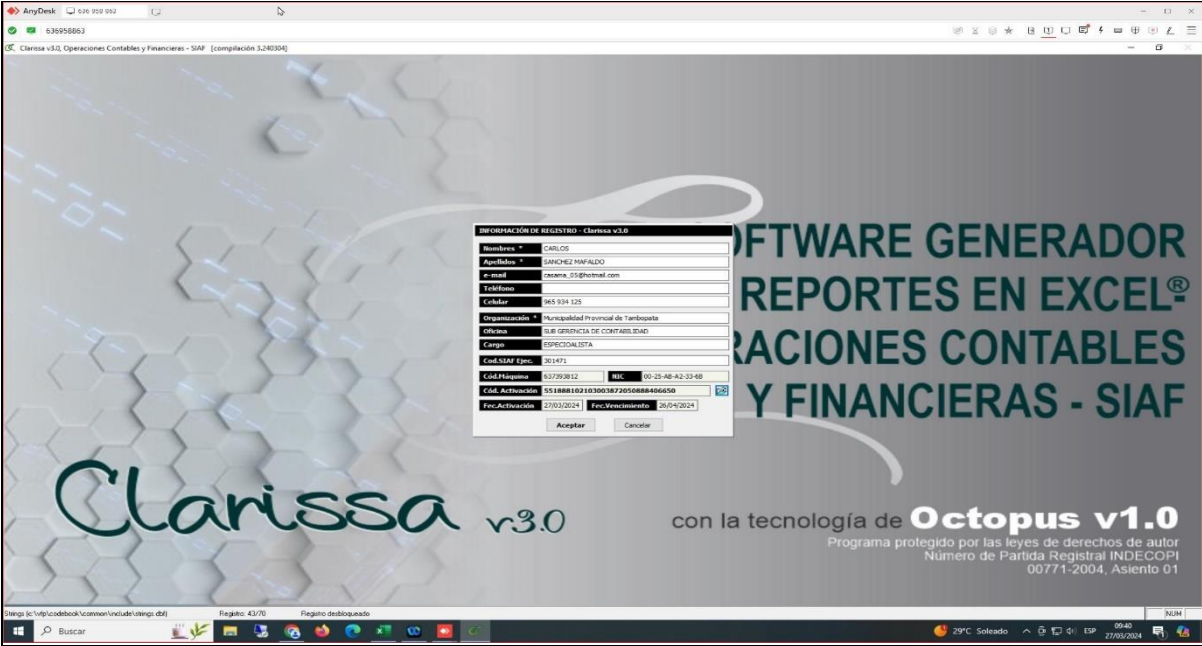 AnyDesk 636 958 863
636958863
Clarissa v3.0, Operaciones Contables y Financieras - SIAF [compilación 3.240304]
INFORMACIÓN DE REGISTRO - Clarissa v3.0
Nombres * CARLOS
Apellidos * SANCHEZ MAFALDO
e-mail casama_05@hotmail.com
Teléfono
Celular 965 934 125
Organización * Municipalidad Provincial de Tambopata
Oficina SUB GERENCIA DE CONTABILIDAD
Cargo ESPECIOALISTA
Cod.SIAF Ejec. 301471
Cód.Máquina 637393812 NIC 00-25-AB-A2-33-6B
Cód. Activación 551888102103003872050888406650
Fec.Activación 27/03/2024 Fec.Vencimiento 26/04/2024
Aceptar Cancelar
OFTWARE GENERADOR
REPORTES EN EXCEL®
RACIONES CONTABLES
Y FINANCIERAS - SIAF
Clarissa v3.0
con la tecnología de Octopus v1.0
Programa protegido por las leyes de derechos de autor
Número de Partida Registral INDECOPI
00771-2004, Asiento 01
Strings (c:\vfp\codebook\common\include\strings.dbf) Registro: 43/70 Registro desbloqueado NUM
Buscar 29°C Soleado ESP 09:40
27/03/2024